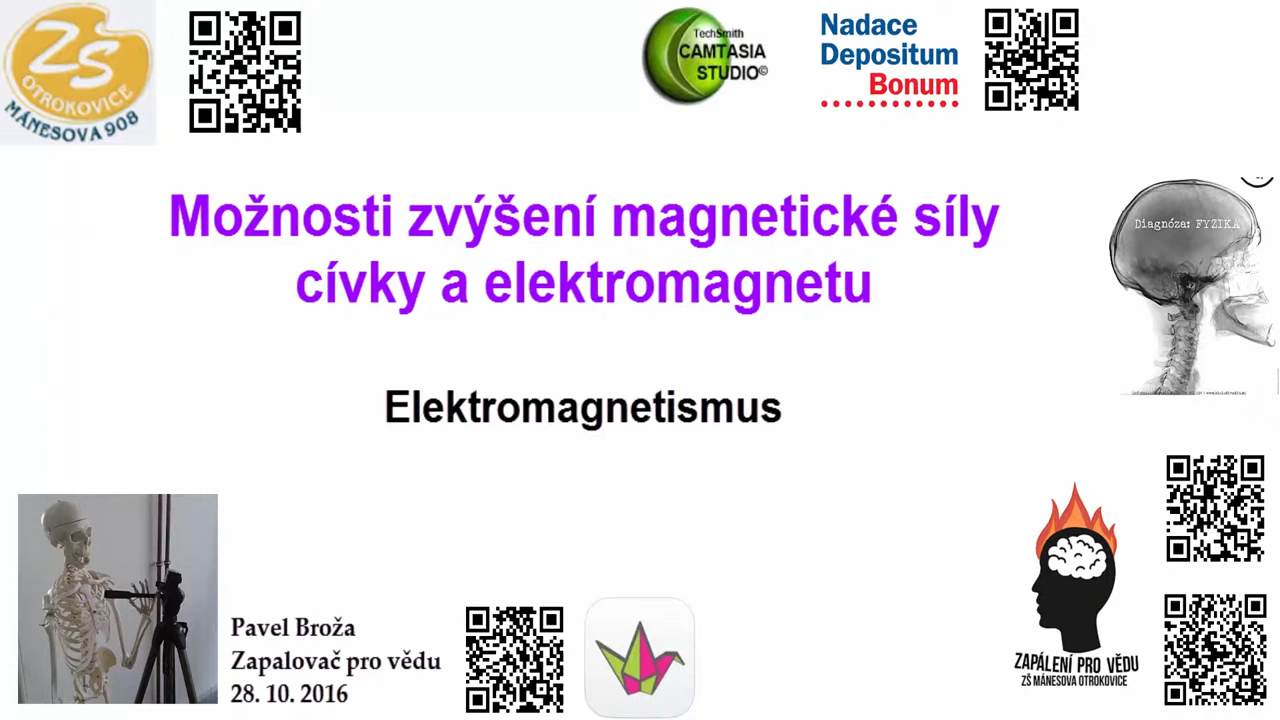 ZŠ
OTROKOVICE
MÁNESOVA 908
TechSmith
CAMTASIA
STUDIO©
Nadace
Depositum
Bonum
Možnosti zvýšení magnetické síly
cívky a elektromagnetu
Diagnóza: FYZIKA
Elektromagnetismus
Pavel Broža
Zapalovač pro vědu
28. 10. 2016
ZAPÁLENÍ PRO VĚDU
ZŠ MÁNESOVA OTROKOVICE